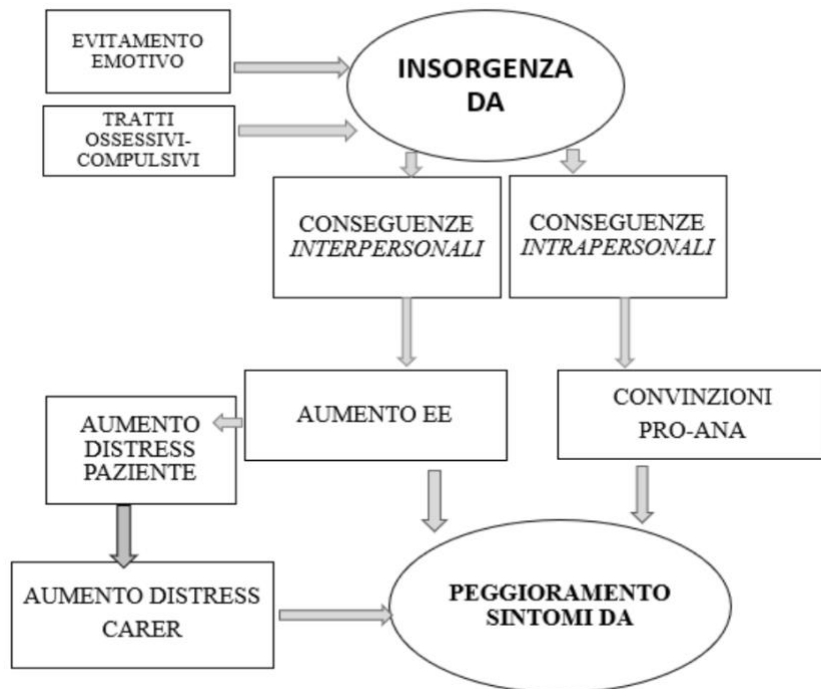 EVITAMENTO
EMOTIVO
INSORGENZA
DA
TRATTI
OSSESSIVI-
COMPULSIVI
CONSEGUENZE
INTERPERSONALI
CONSEGUENZE
INTRAPERSONALI
AUMENTO
DISTRESS
PAZIENTE
AUMENTO EE
CONVINZIONI
PRO-ANA
AUMENTO DISTRESS
CARER
PEGGIORAMENTO
SINTOMI DA